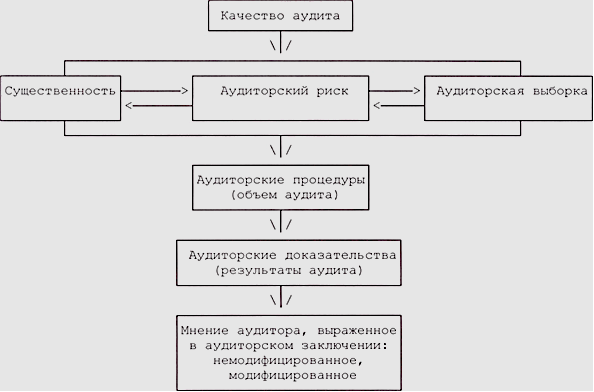 Качество аудита
Существенность
Аудиторский риск
Аудиторская выборка
Аудиторские процедуры
(объем аудита)
Аудиторские доказательства
(результаты аудита)
Мнение аудитора, выраженное
в аудиторском заключении:
немодифицированное,
модифицированное